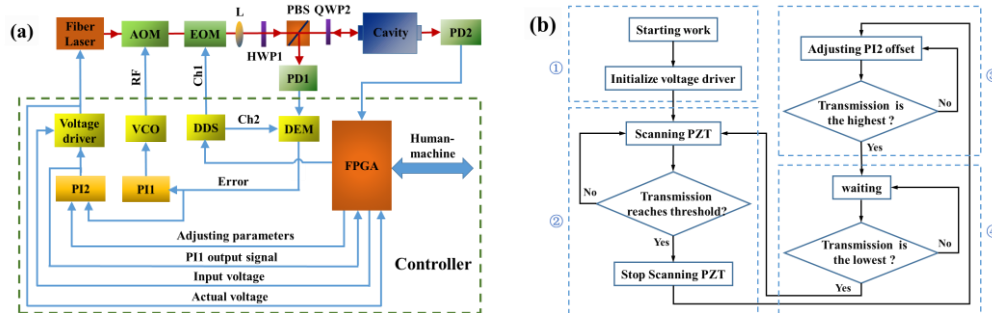 (a)
Fiber
Laser
AOM
EOM
L
HWP1
PBS
QWP2
Cavity
PD2
PD1
RF
Ch1
Voltage
driver
VCO
DDS
Ch2
DEM
FPGA
Human-
machine
PI2
PI1
Error
Adjusting parameters
PI1 output signal
Input voltage
Actual voltage
Controller
(b)
①
Starting work
Initialize voltage driver
②
Scanning PZT
No
Transmission
reaches threshold?
Yes
Stop Scanning PZT
Adjusting PI2 offset
Transmission is
the highest ?
No
Yes
waiting
Transmission is
the lowest ?
No
Yes